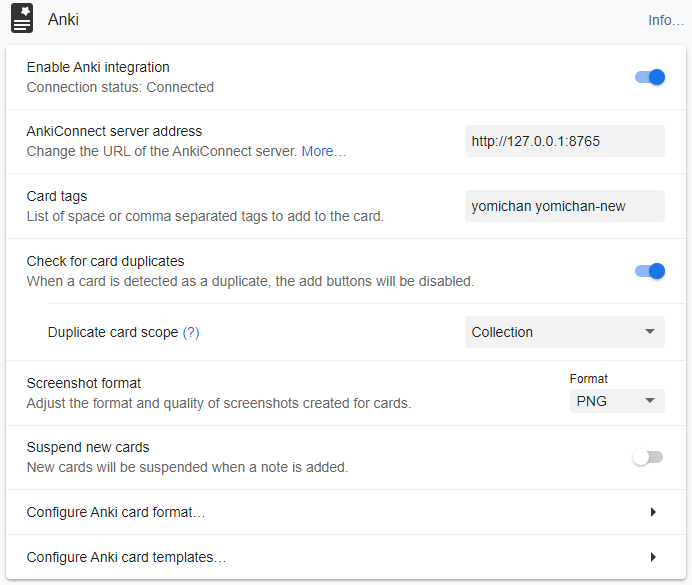 Anki
Info…
Enable Anki integration
Connection status: Connected
AnkiConnect server address
Change the URL of the AnkiConnect server. More…
http://127.0.0.1:8765
Card tags
List of space or comma separated tags to add to the card.
yomichan yomichan-new
Check for card duplicates
When a card is detected as a duplicate, the add buttons will be disabled.
Duplicate card scope (?)
Collection
Screenshot format
Adjust the format and quality of screenshots created for cards.
Format
PNG
Suspend new cards
New cards will be suspended when a note is added.
Configure Anki card format…
Configure Anki card templates…